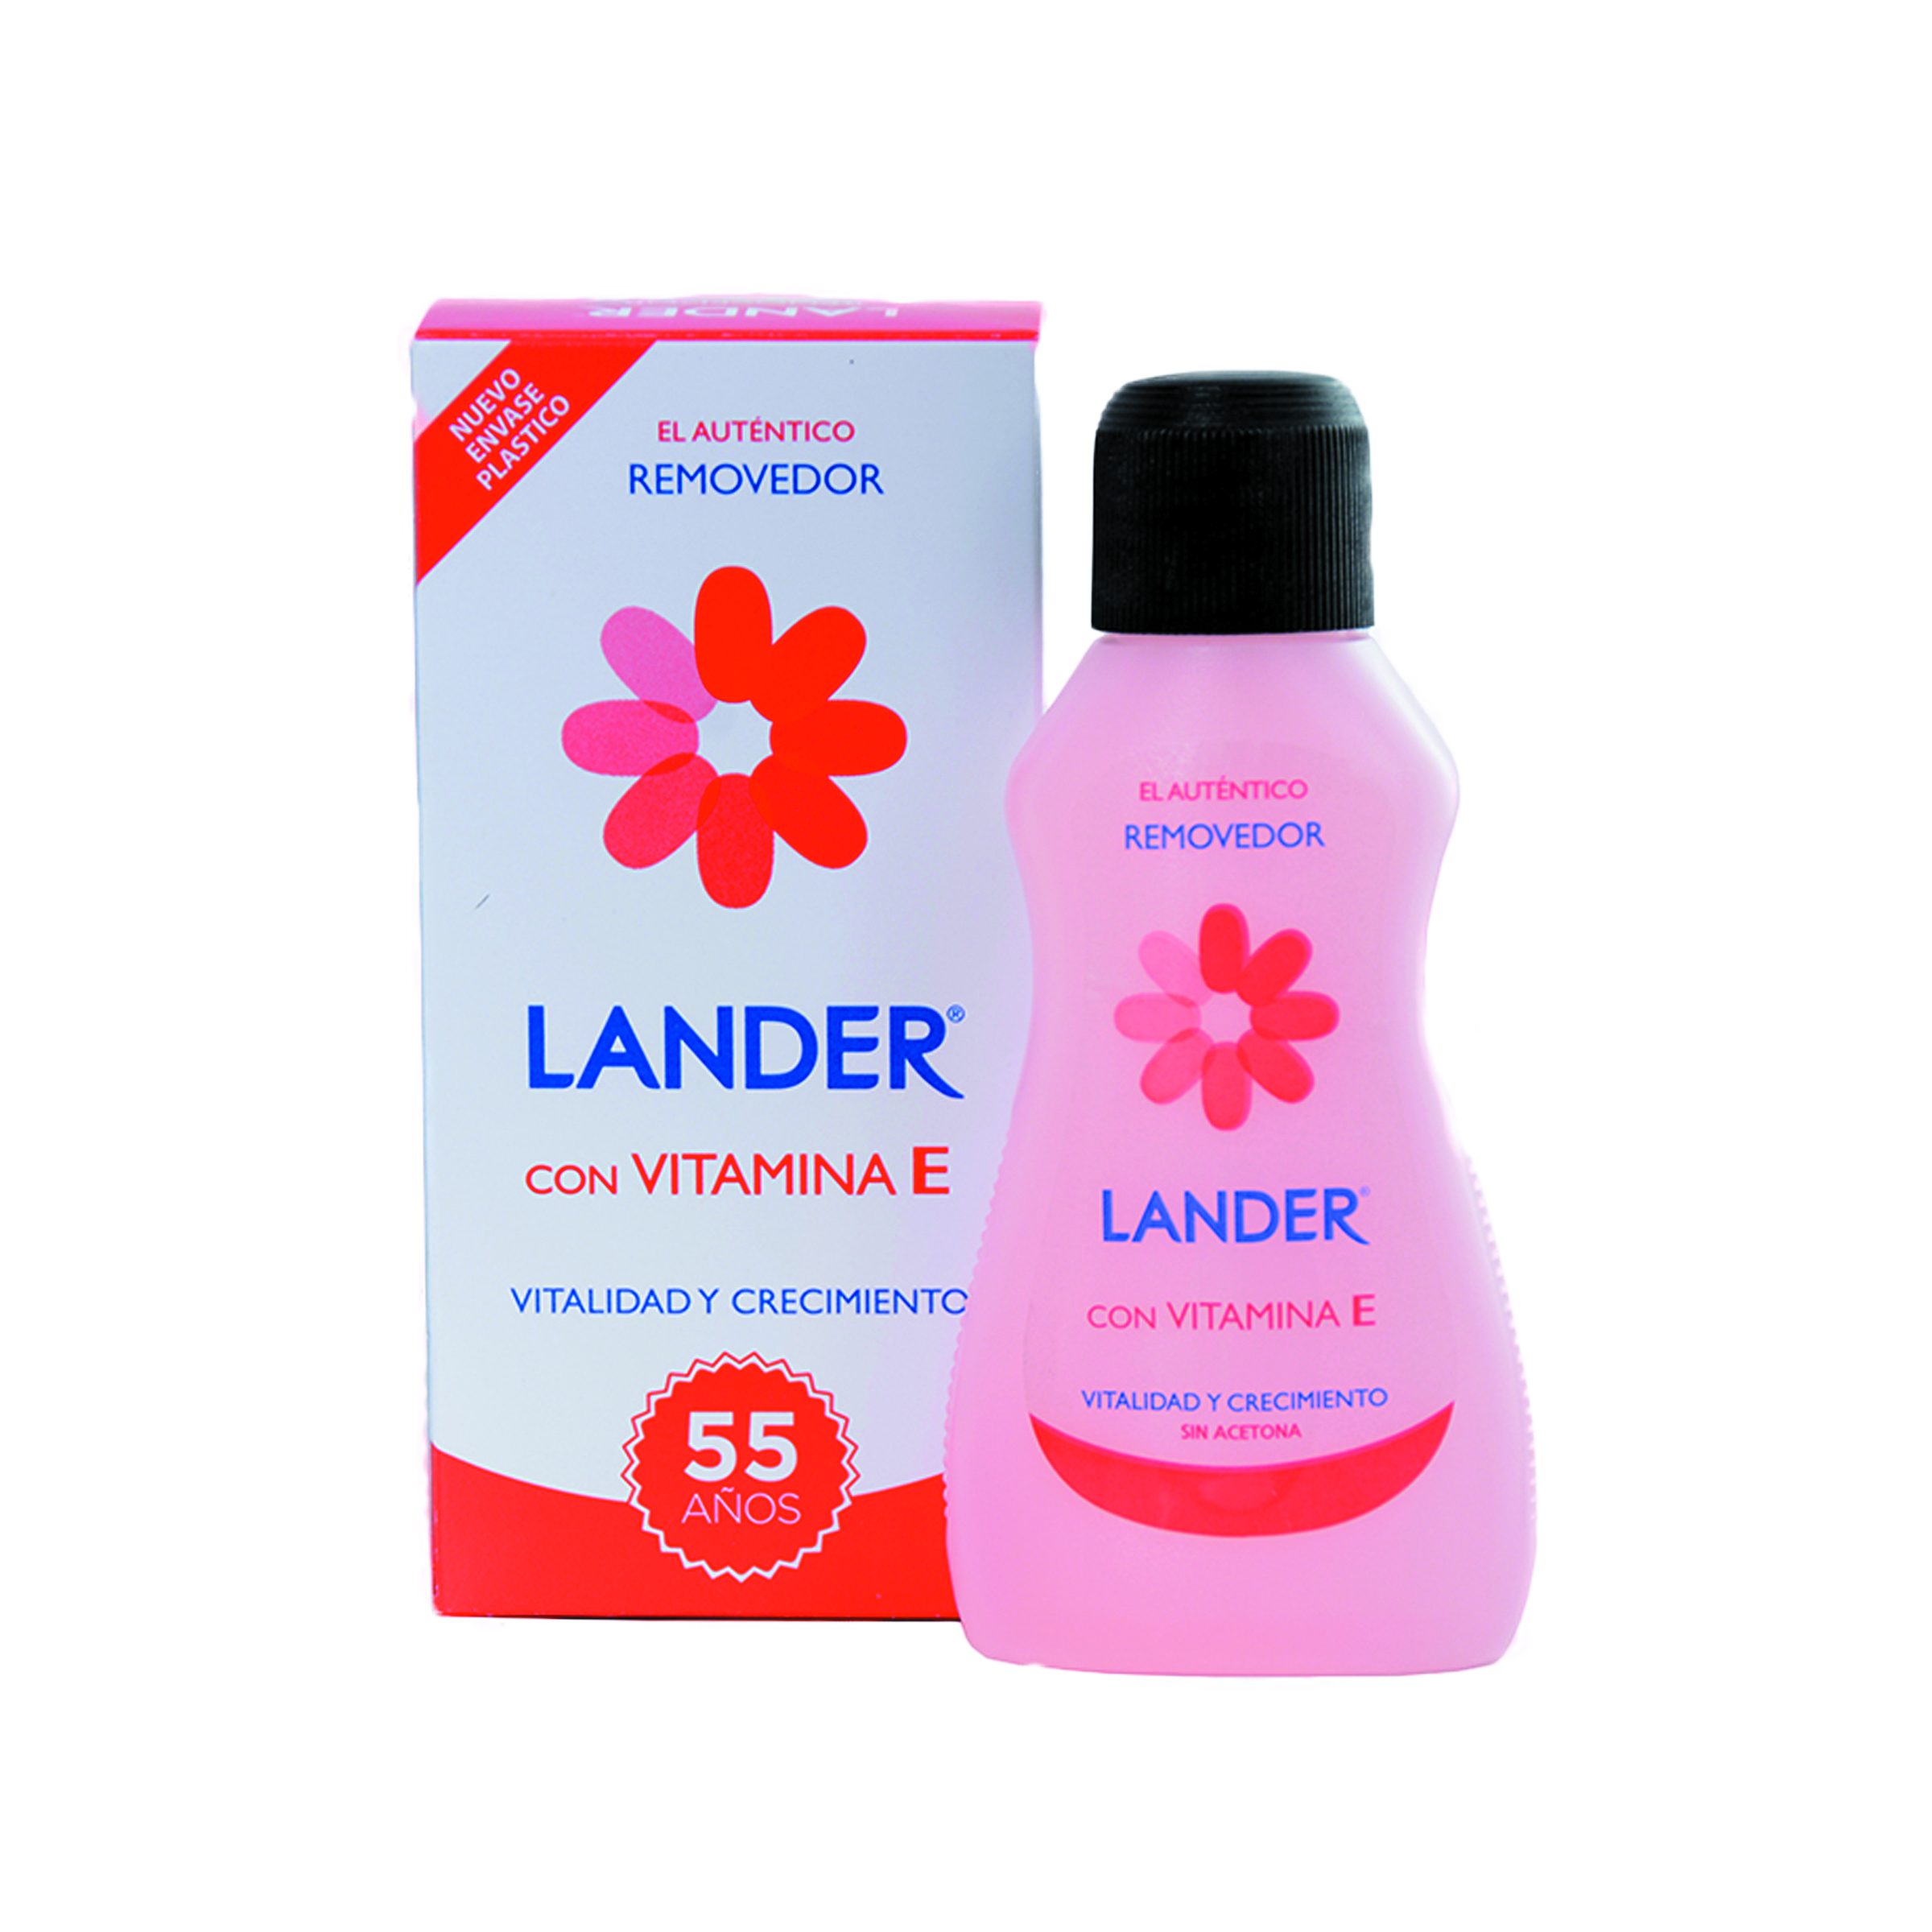 LANDER
NUEVO
ENVASE
PLASTICO
EL AUTÉNTICO
REMOVEDOR
LANDER®
CON VITAMINA E
VITALIDAD Y CRECIMIENTO
55
AÑOS
EL AUTÉNTICO
REMOVEDOR
LANDER®
CON VITAMINA E
VITALIDAD Y CRECIMIENTO
SIN ACETONA